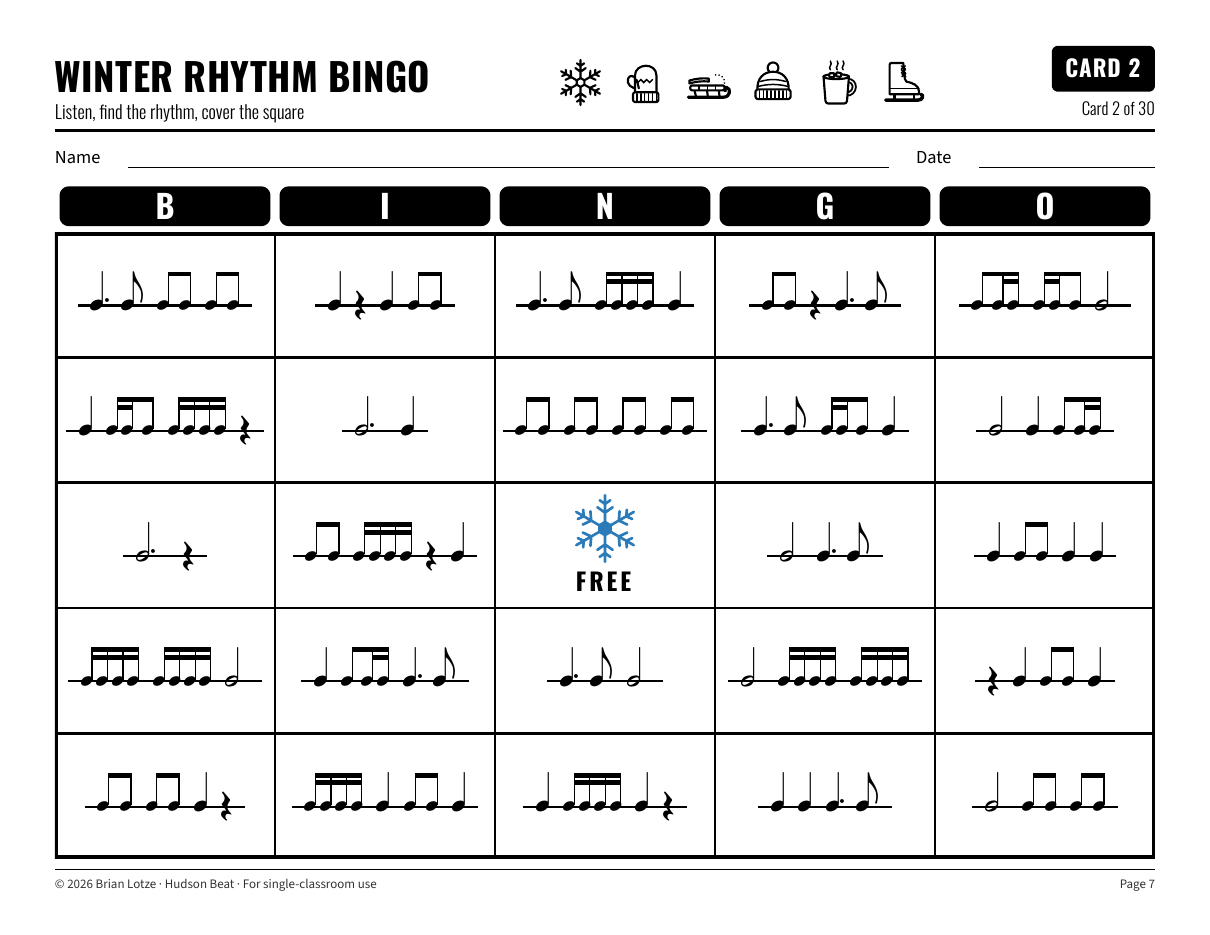 WINTER RHYTHM BINGO
CARD 2
Listen, find the rhythm, cover the square
Card 2 of 30
Name
Date
B I N G O
FREE
© 2026 Brian Lotze · Hudson Beat · For single-classroom use
Page 7